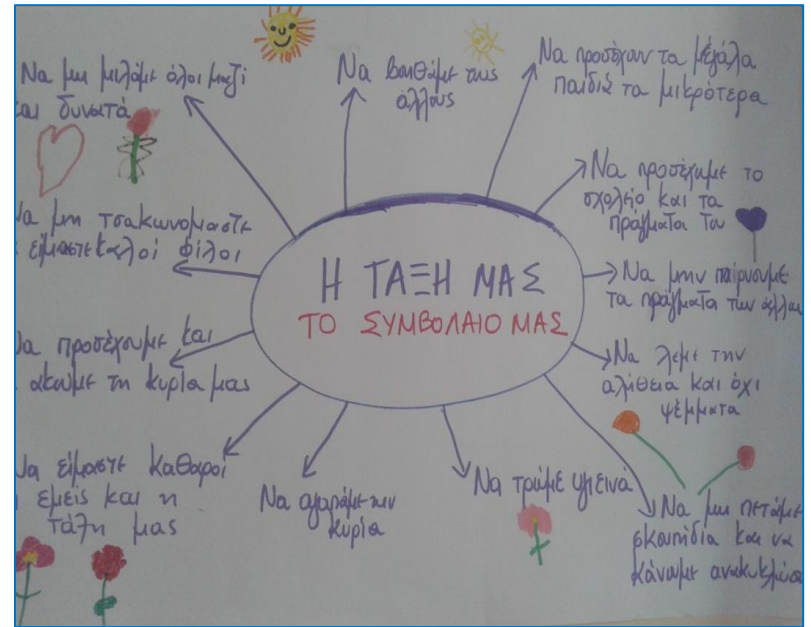 Η ΤΑΞΗ ΜΑΣ
ΤΟ ΣΥΜΒΟΛΑΙΟ ΜΑΣ
Να μη μιλάμε όλοι μαζί
και δυνατά
Να βοηθάμε τους
άλλους
Να προσέχουν τα μεγάλα
παιδιά τα μικρότερα
Να προσέχουμε το
σχολείο και τα
πράγματα του
Να μην παίρνουμε
τα πράγματα των άλλων
Να λεμε την
αλήθεια και όχι
ψέμματα
Να μη πετάμε
σκουπίδια και να
κάνουμε ανακύκλωση
Να τρώμε υγιεινά
Να αγαπάμε την
κυρία
Να είμαστε καθαροί
εμείς και η
τάξη μας
Να προσέχουμε και
ακούμε τη κυρία μας
Να μη τσακωνομαστε
είμαστε καλοί φίλοι